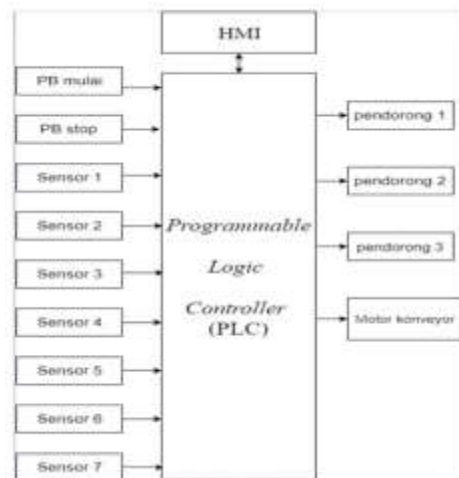 HMI
PB mulai
PB stop
Sensor 1
Sensor 2
Sensor 3
Sensor 4
Sensor 5
Sensor 6
Sensor 7
Programmable
Logic
Controller
(PLC)
pendorong 1
pendorong 2
pendorong 3
Motor konveyor